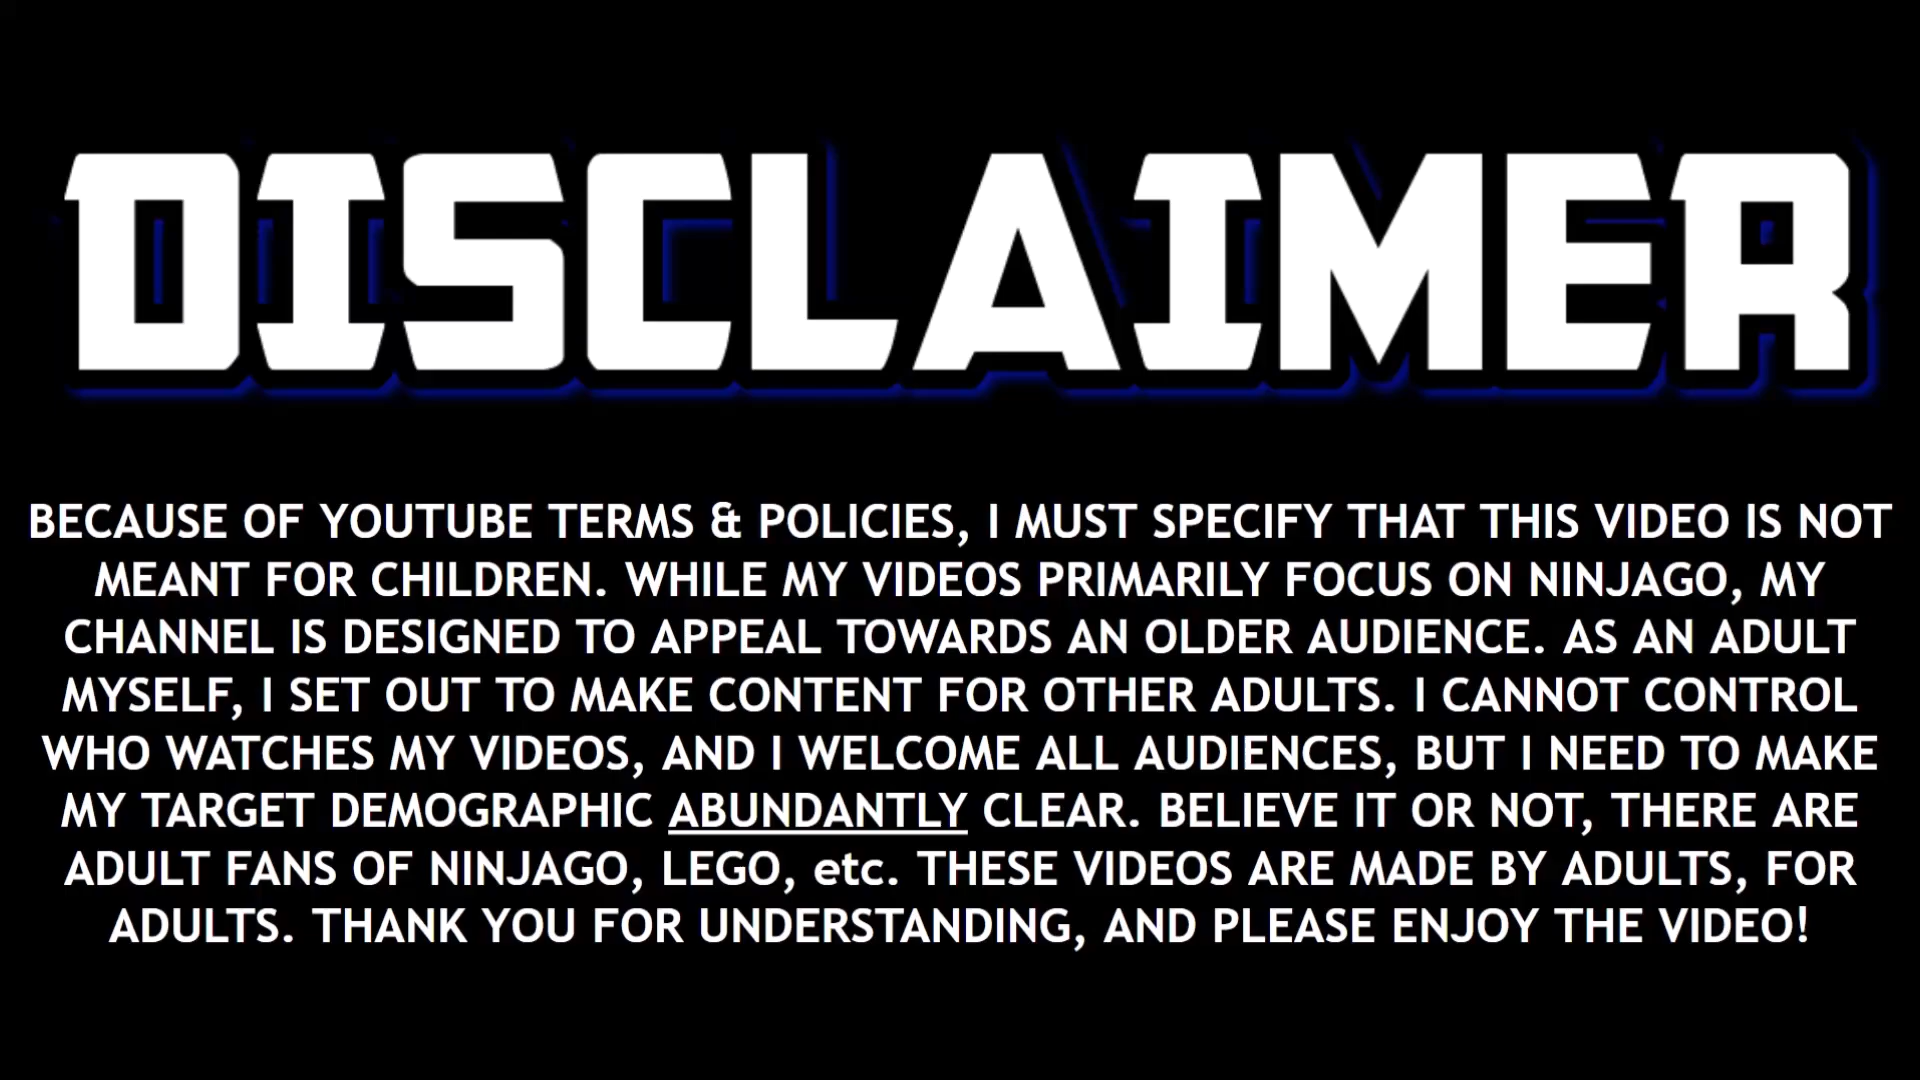 DISCLAIMER
BECAUSE OF YOUTUBE TERMS & POLICIES, I MUST SPECIFY THAT THIS VIDEO IS NOT
MEANT FOR CHILDREN. WHILE MY VIDEOS PRIMARILY FOCUS ON NINJAGO, MY
CHANNEL IS DESIGNED TO APPEAL TOWARDS AN OLDER AUDIENCE. AS AN ADULT
MYSELF, I SET OUT TO MAKE CONTENT FOR OTHER ADULTS. I CANNOT CONTROL
WHO WATCHES MY VIDEOS, AND I WELCOME ALL AUDIENCES, BUT I NEED TO MAKE
MY TARGET DEMOGRAPHIC ABUNDANTLY CLEAR. BELIEVE IT OR NOT, THERE ARE
ADULT FANS OF NINJAGO, LEGO, etc. THESE VIDEOS ARE MADE BY ADULTS, FOR
ADULTS. THANK YOU FOR UNDERSTANDING, AND PLEASE ENJOY THE VIDEO!